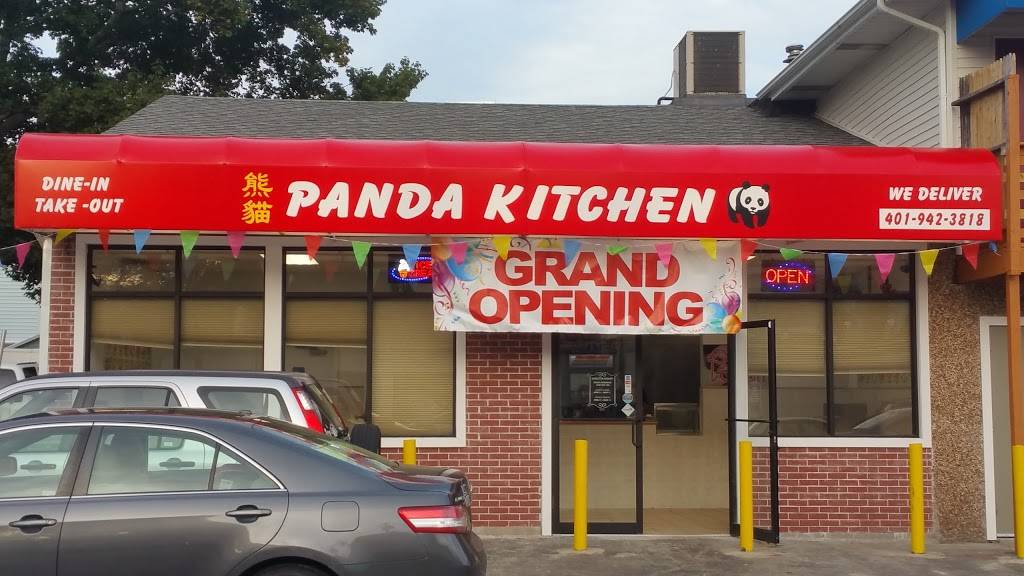 DINE-IN
TAKE -OUT
熊貓
PANDA KITCHEN
WE DELIVER
401-942-3818
GRAND
OPENING
OPEN